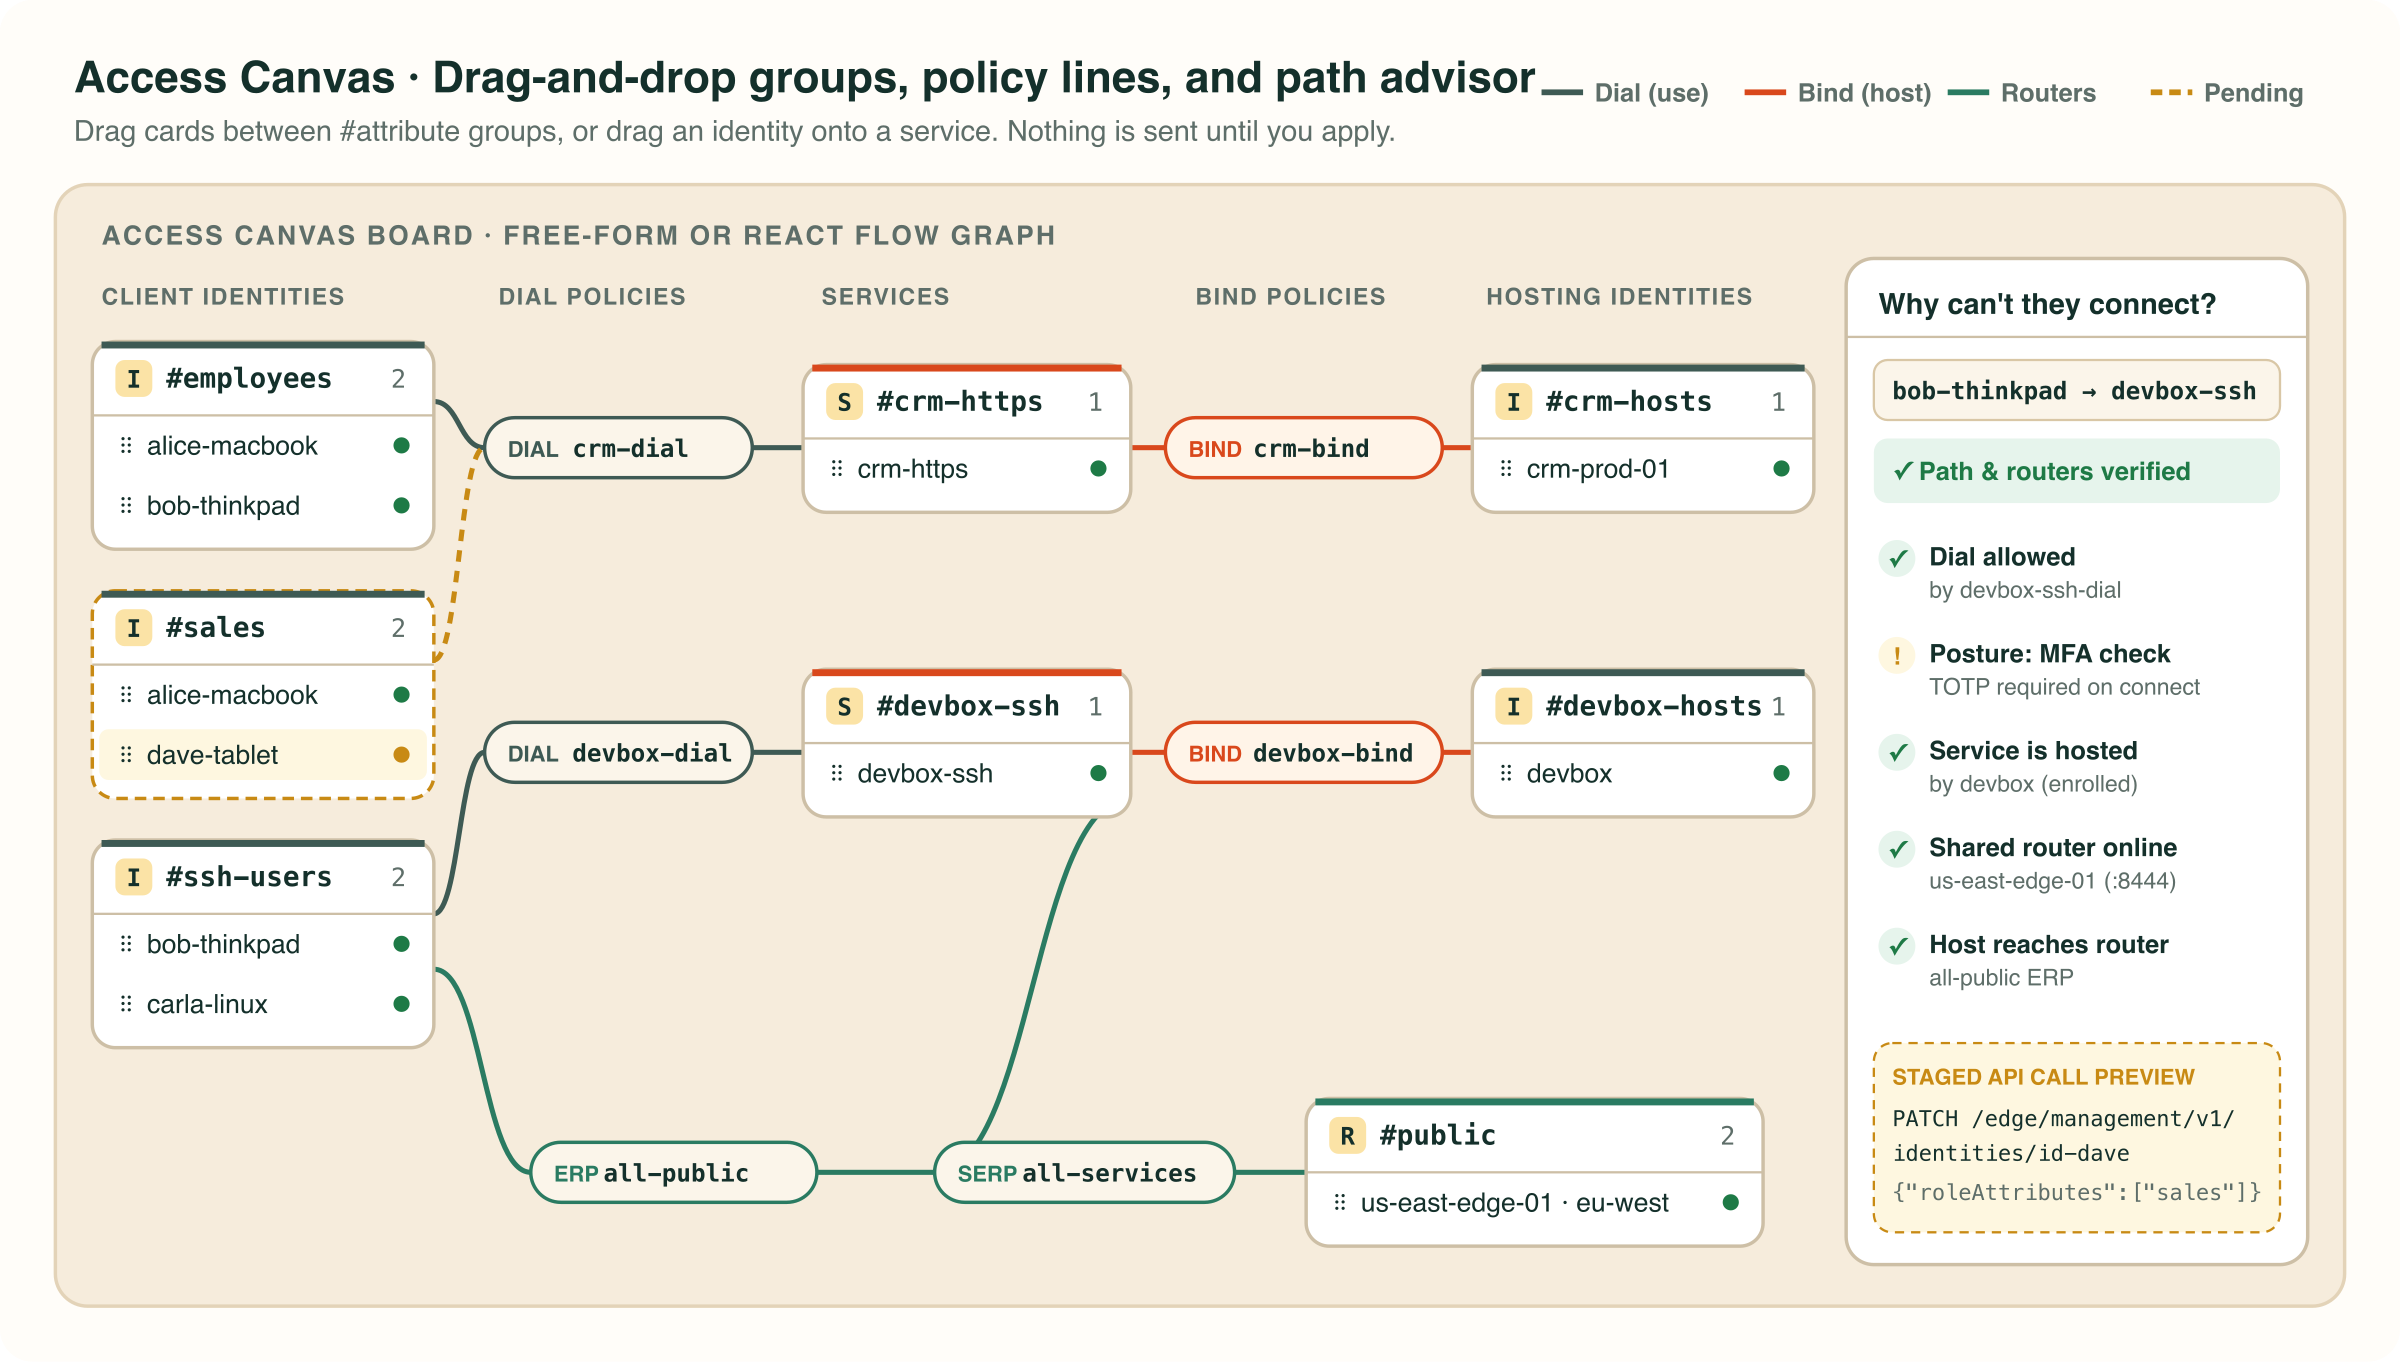 Access Canvas · Drag-and-drop groups, policy lines, and path advisor
Dial (use)
Bind (host)
Routers
Pending
Drag cards between #attribute groups, or drag an identity onto a service. Nothing is sent until you apply.
ACCESS CANVAS BOARD · FREE-FORM OR REACT FLOW GRAPH
CLIENT IDENTITIES
DIAL POLICIES
SERVICES
BIND POLICIES
HOSTING IDENTITIES
I #employees 2
alice-macbook
bob-thinkpad
I #sales 2
alice-macbook
dave-tablet
I #ssh-users 2
bob-thinkpad
carla-linux
DIAL crm-dial
DIAL devbox-dial
S #crm-https 1
crm-https
S #devbox-ssh 1
devbox-ssh
BIND crm-bind
BIND devbox-bind
I #crm-hosts 1
crm-prod-01
I #devbox-hosts 1
devbox
ERP all-public
SERP all-services
R #public 2
us-east-edge-01 · eu-west
Why can't they connect?
bob-thinkpad → devbox-ssh
✓ Path & routers verified
✓ Dial allowed
by devbox-ssh-dial
! Posture: MFA check
TOTP required on connect
✓ Service is hosted
by devbox (enrolled)
✓ Shared router online
us-east-edge-01 (:8444)
✓ Host reaches router
all-public ERP
STAGED API CALL PREVIEW
PATCH /edge/management/v1/
identities/id-dave
{"roleAttributes":["sales"]}